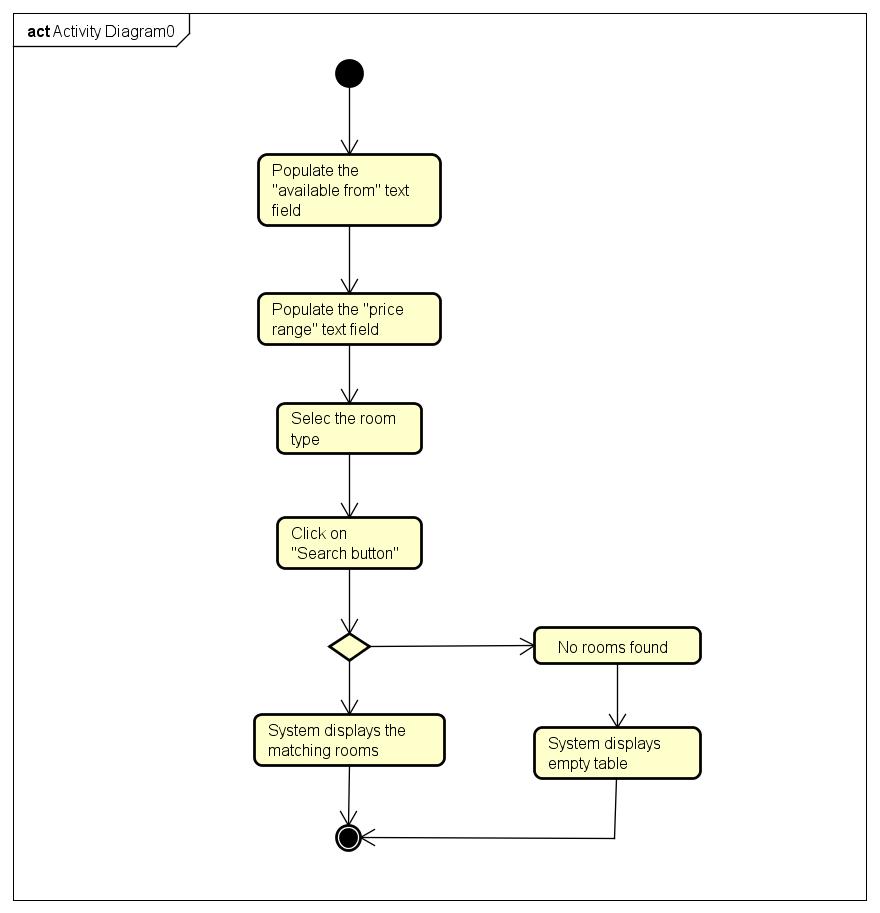 act Activity Diagram0
Populate the
"available from" text
field
Populate the "price
range" text field
Selec the room
type
Click on
"Search button"
No rooms found
System displays the
matching rooms
System displays
empty table